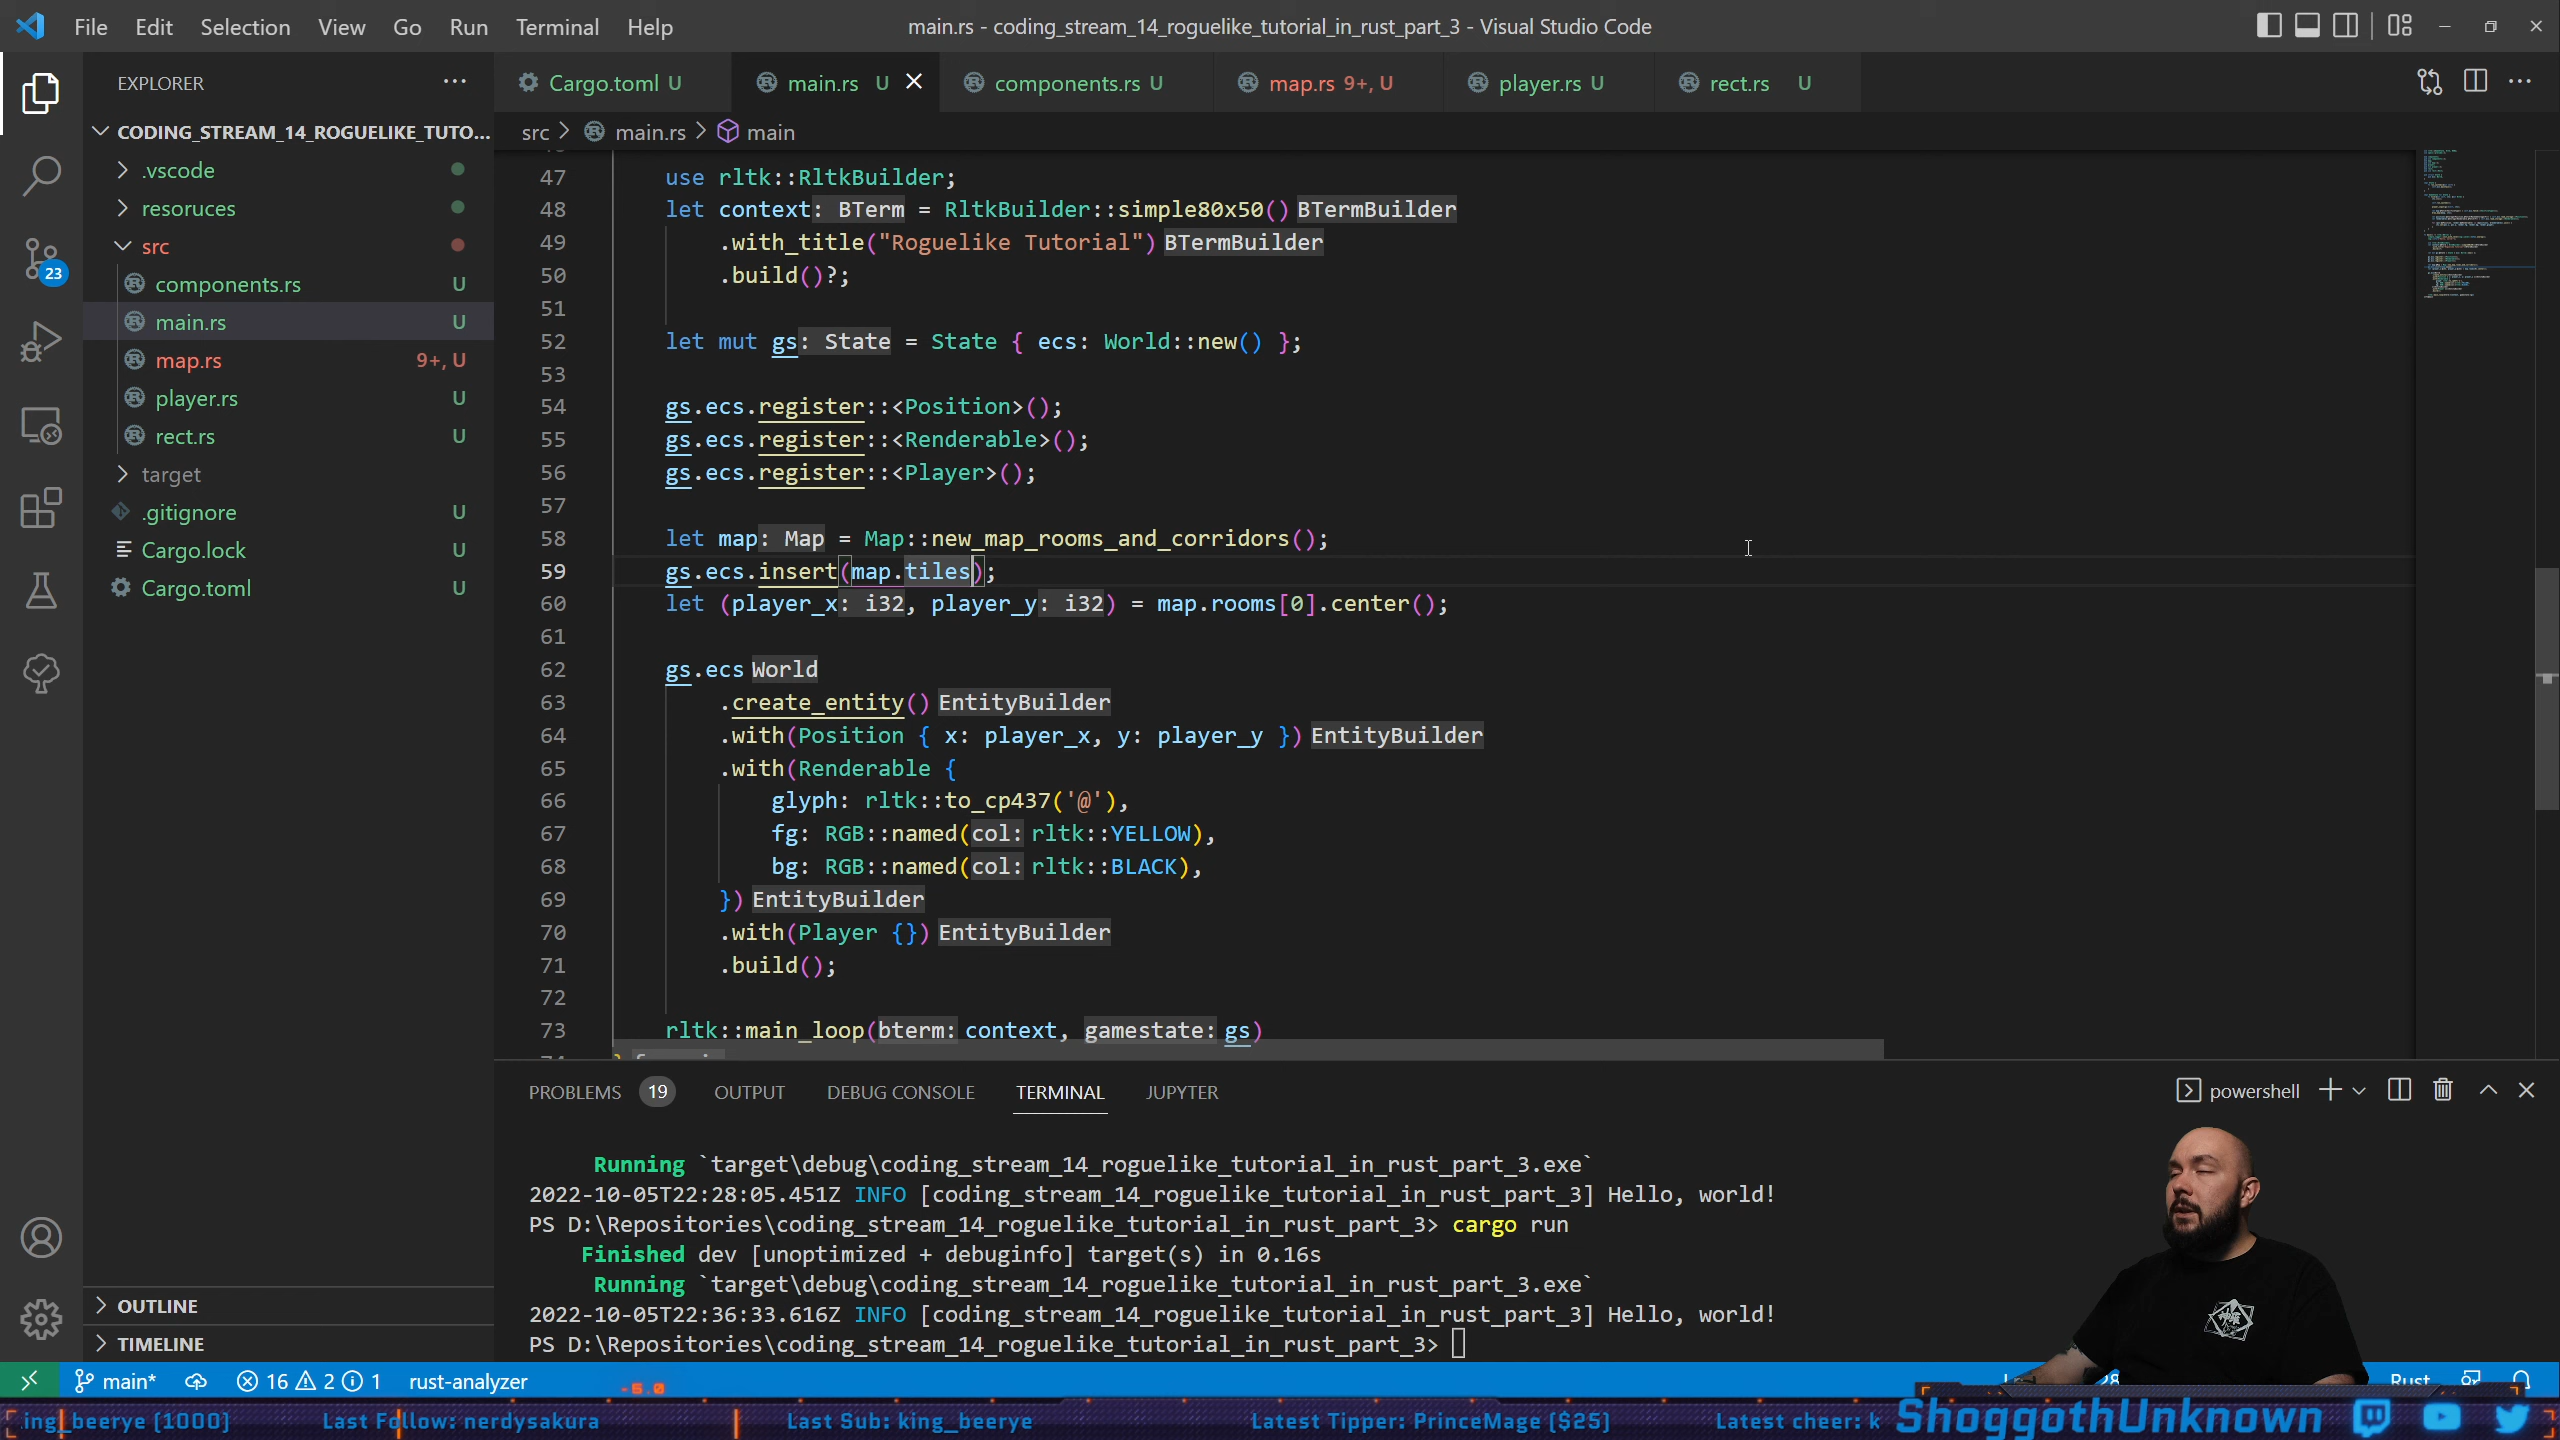 File Edit Selection View Go Run Terminal Help
main.rs - coding_stream_14_roguelike_tutorial_in_rust_part_3 - Visual Studio Code
EXPLORER
CODING_STREAM_14_ROGUELIKE_TUTO...
.vscode
resoruces
src
components.rs U
main.rs U
map.rs 9+, U
player.rs U
rect.rs U
target
.gitignore U
Cargo.lock U
Cargo.toml U
OUTLINE
TIMELINE
23
Cargo.toml U main.rs U components.rs U map.rs 9+, U player.rs U rect.rs U
src > main.rs > main
47 use rltk::RltkBuilder;
48 let context: BTerm = RltkBuilder::simple80x50() BTermBuilder
49 .with_title("Roguelike Tutorial") BTermBuilder
50 .build()?;
51
52 let mut gs: State = State { ecs: World::new() };
53
54 gs.ecs.register::<Position>();
55 gs.ecs.register::<Renderable>();
56 gs.ecs.register::<Player>();
57
58 let map: Map = Map::new_map_rooms_and_corridors();
59 gs.ecs.insert(map.tiles);
60 let (player_x: i32, player_y: i32) = map.rooms[0].center();
61
62 gs.ecs World
63 .create_entity() EntityBuilder
64 .with(Position { x: player_x, y: player_y }) EntityBuilder
65 .with(Renderable {
66 glyph: rltk::to_cp437('@'),
67 fg: RGB::named(col: rltk::YELLOW),
68 bg: RGB::named(col: rltk::BLACK),
69 }) EntityBuilder
70 .with(Player {}) EntityBuilder
71 .build();
72
73 rltk::main_loop(bterm: context, gamestate: gs)
PROBLEMS 19 OUTPUT DEBUG CONSOLE TERMINAL JUPYTER
powershell
Running `target\debug\coding_stream_14_roguelike_tutorial_in_rust_part_3.exe`
2022-10-05T22:28:05.451Z INFO [coding_stream_14_roguelike_tutorial_in_rust_part_3] Hello, world!
PS D:\Repositories\coding_stream_14_roguelike_tutorial_in_rust_part_3> cargo run
Finished dev [unoptimized + debuginfo] target(s) in 0.16s
Running `target\debug\coding_stream_14_roguelike_tutorial_in_rust_part_3.exe`
2022-10-05T22:36:33.616Z INFO [coding_stream_14_roguelike_tutorial_in_rust_part_3] Hello, world!
PS D:\Repositories\coding_stream_14_roguelike_tutorial_in_rust_part_3>
main* 16 2 1 rust-analyzer Rust
ing_beerye [1000] Last Follow: nerdysakura Last Sub: king_beerye Latest Tipper: PrinceMage [$25] Latest cheer: k ShoggothUnknown